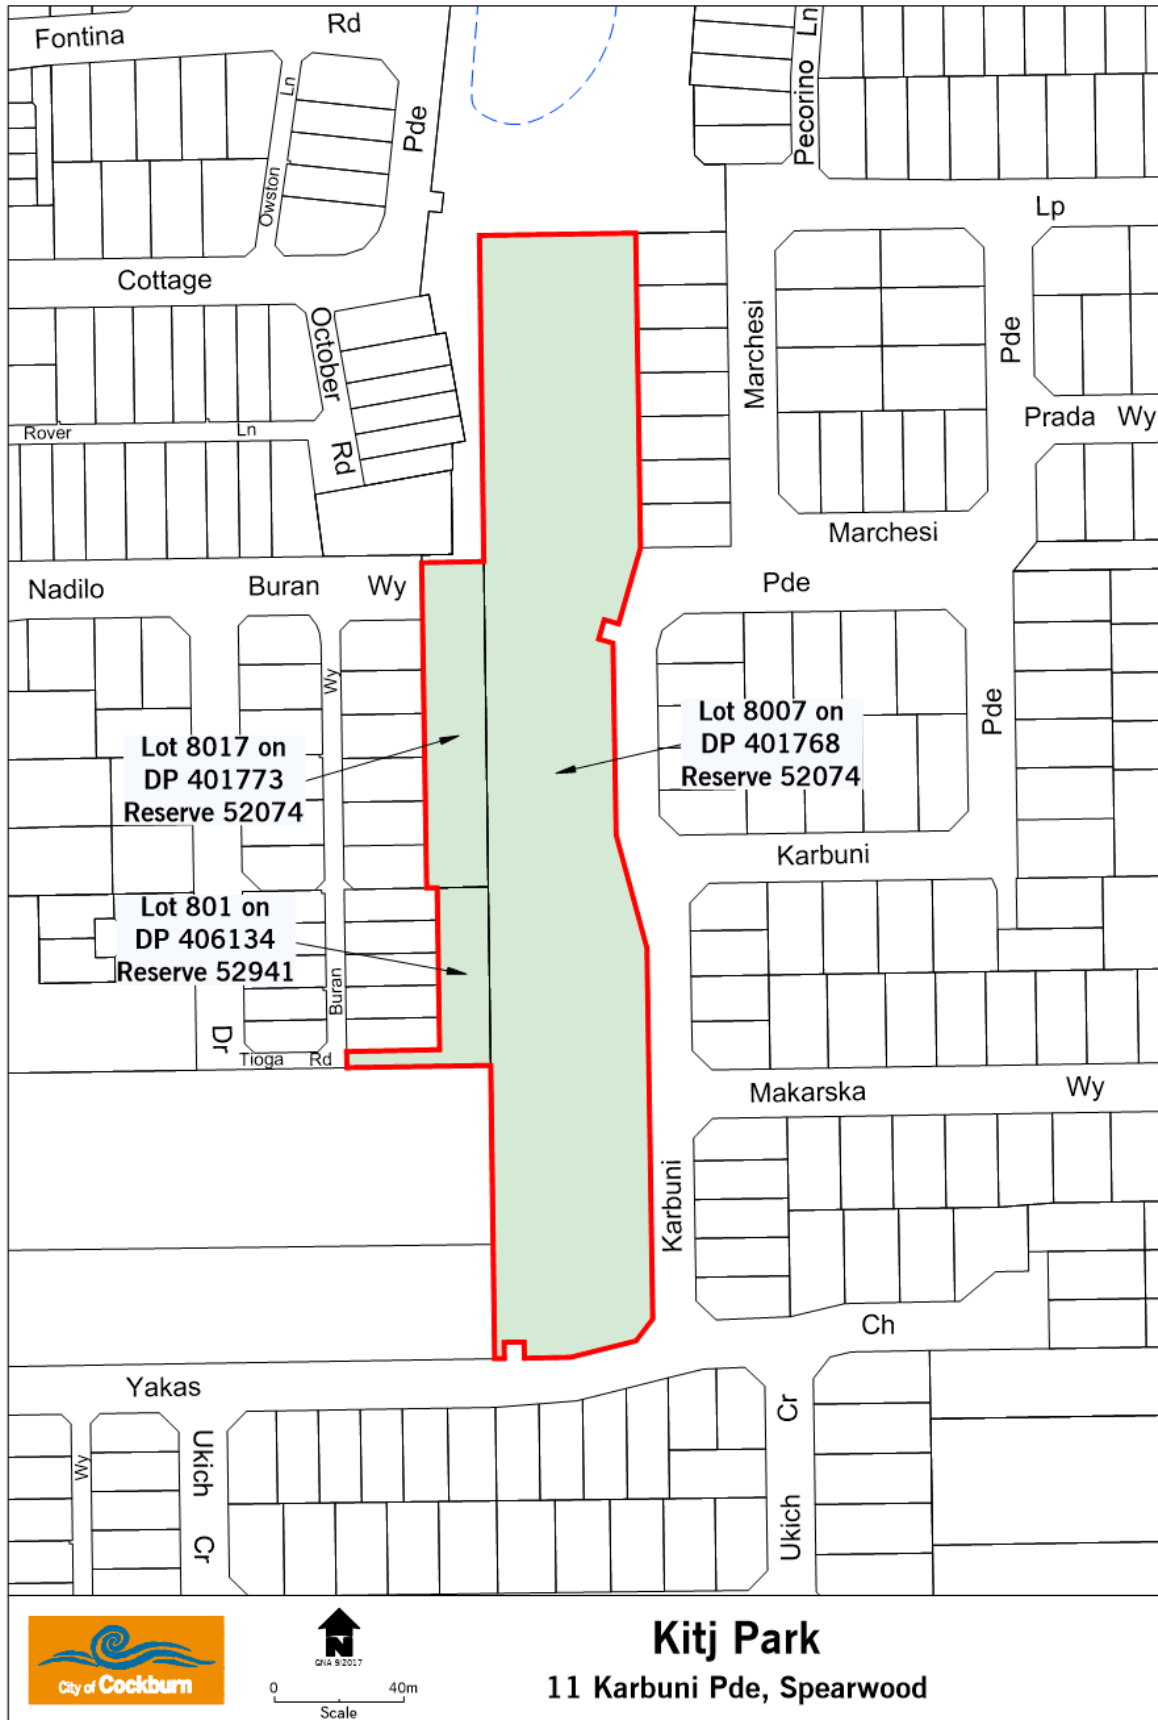 Fontina
Rd
Ln
Pde
Owston
Pecorino Ln
Lp
Cottage
October
Rd
Marchesi
Pde
Prada Wy
Rover
Ln
Marchesi
Nadilo
Buran
Wy
Pde
Wy
Pde
Lot 8017 on
DP 401773
Reserve 52074
Lot 8007 on
DP 401768
Reserve 52074
Karbuni
Lot 801 on
DP 406134
Reserve 52941
Buran
Dr
Tioga
Rd
Makarska
Wy
Karbuni
Ch
Yakas
Wy
Ukich
Cr
Cr
Ukich
City of Cockburn
N
GNA 9/2017
0
40m
Scale
Kitj Park
11 Karbuni Pde, Spearwood